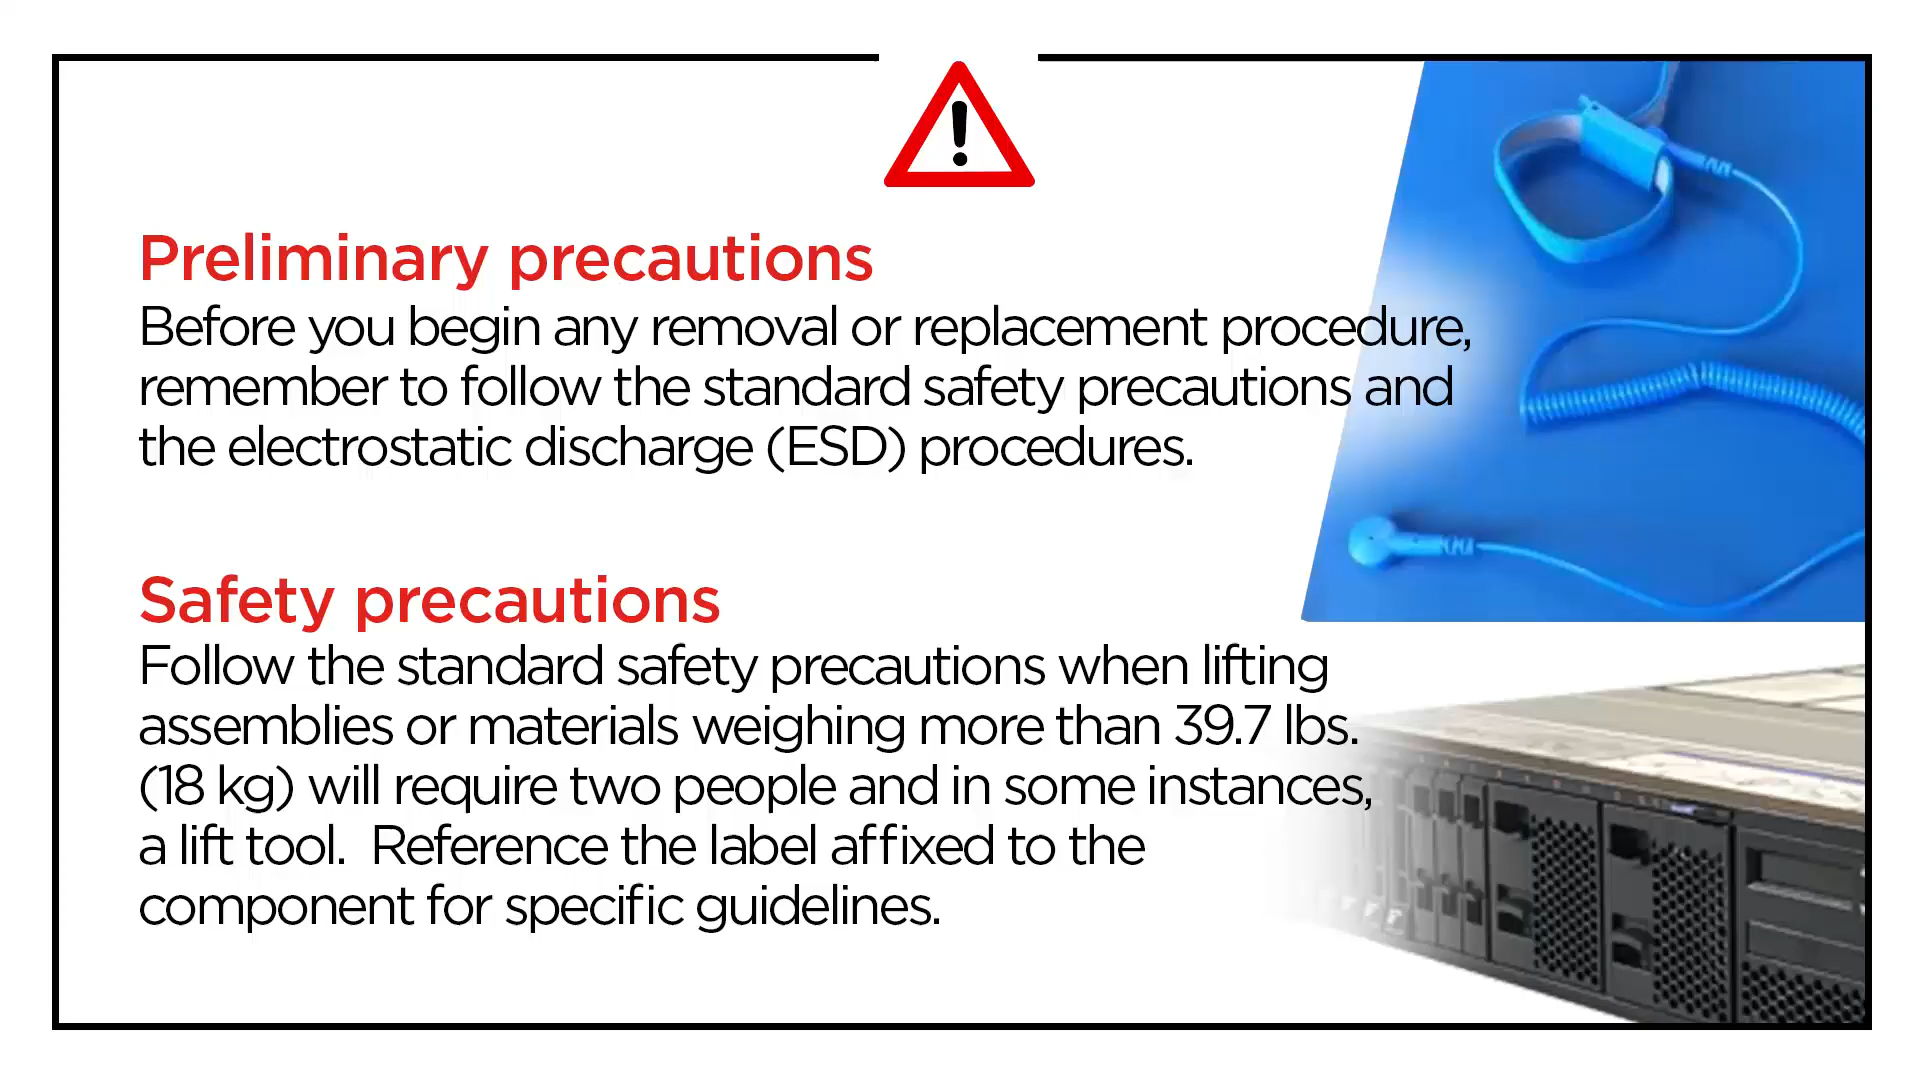 Preliminary precautions
Before you begin any removal or replacement procedure,
remember to follow the standard safety precautions and
the electrostatic discharge (ESD) procedures.
Safety precautions
Follow the standard safety precautions when lifting
assemblies or materials weighing more than 39.7 lbs.
(18 kg) will require two people and in some instances,
a lift tool.  Reference the label affixed to the
component for specific guidelines.